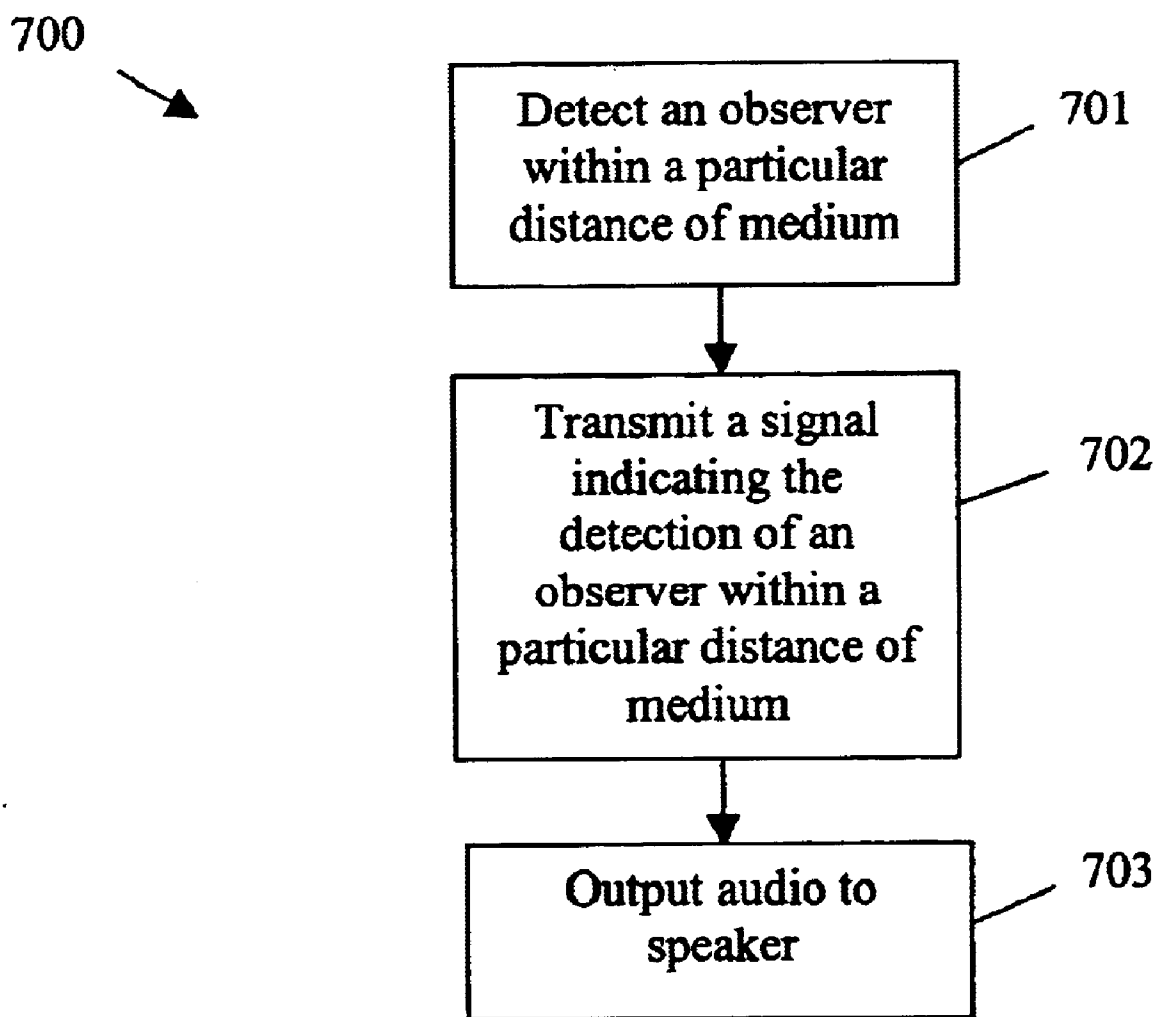 700
Detect an observer
within a particular
distance of medium
701
Transmit a signal
indicating the
detection of an
observer within a
particular distance of
medium
702
Output audio to
speaker
703